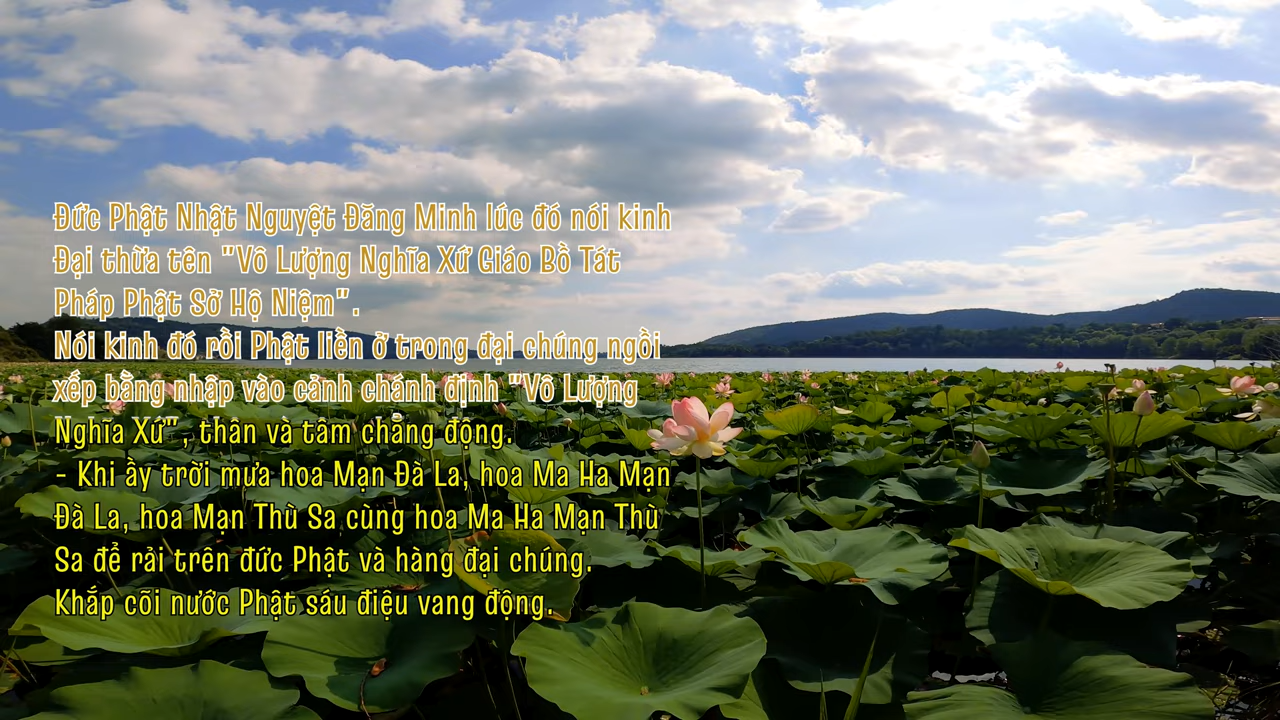 Đức Phật Nhật Nguyệt Đăng Minh lúc đó nói kinh
Đại thừa tên "Vô Lượng Nghĩa Xứ Giáo Bồ Tát
Pháp Phật Sở Hộ Niệm".
Nói kinh đó rồi Phật liền ở trong đại chúng ngồi
xếp bằng nhập vào cảnh chánh định "Vô Lượng
Nghĩa Xứ", thân và tâm chẳng động.
- Khi ầy trời mưa hoa Mạn Đà La, hoa Ma Ha Mạn
Đà La, hoa Mạn Thù Sa cùng hoa Ma Ha Mạn Thù
Sa để rải trên đức Phật và hàng đại chúng.
Khắp cõi nước Phật sáu điệu vang động.